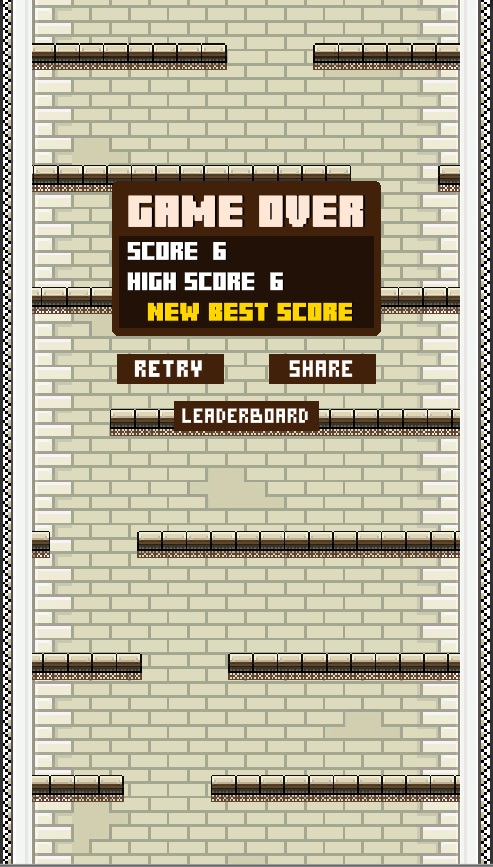 GAME OVER
SCORE 6
HIGH SCORE 6
NEW BEST SCORE
RETRY SHARE
LEADERBOARD